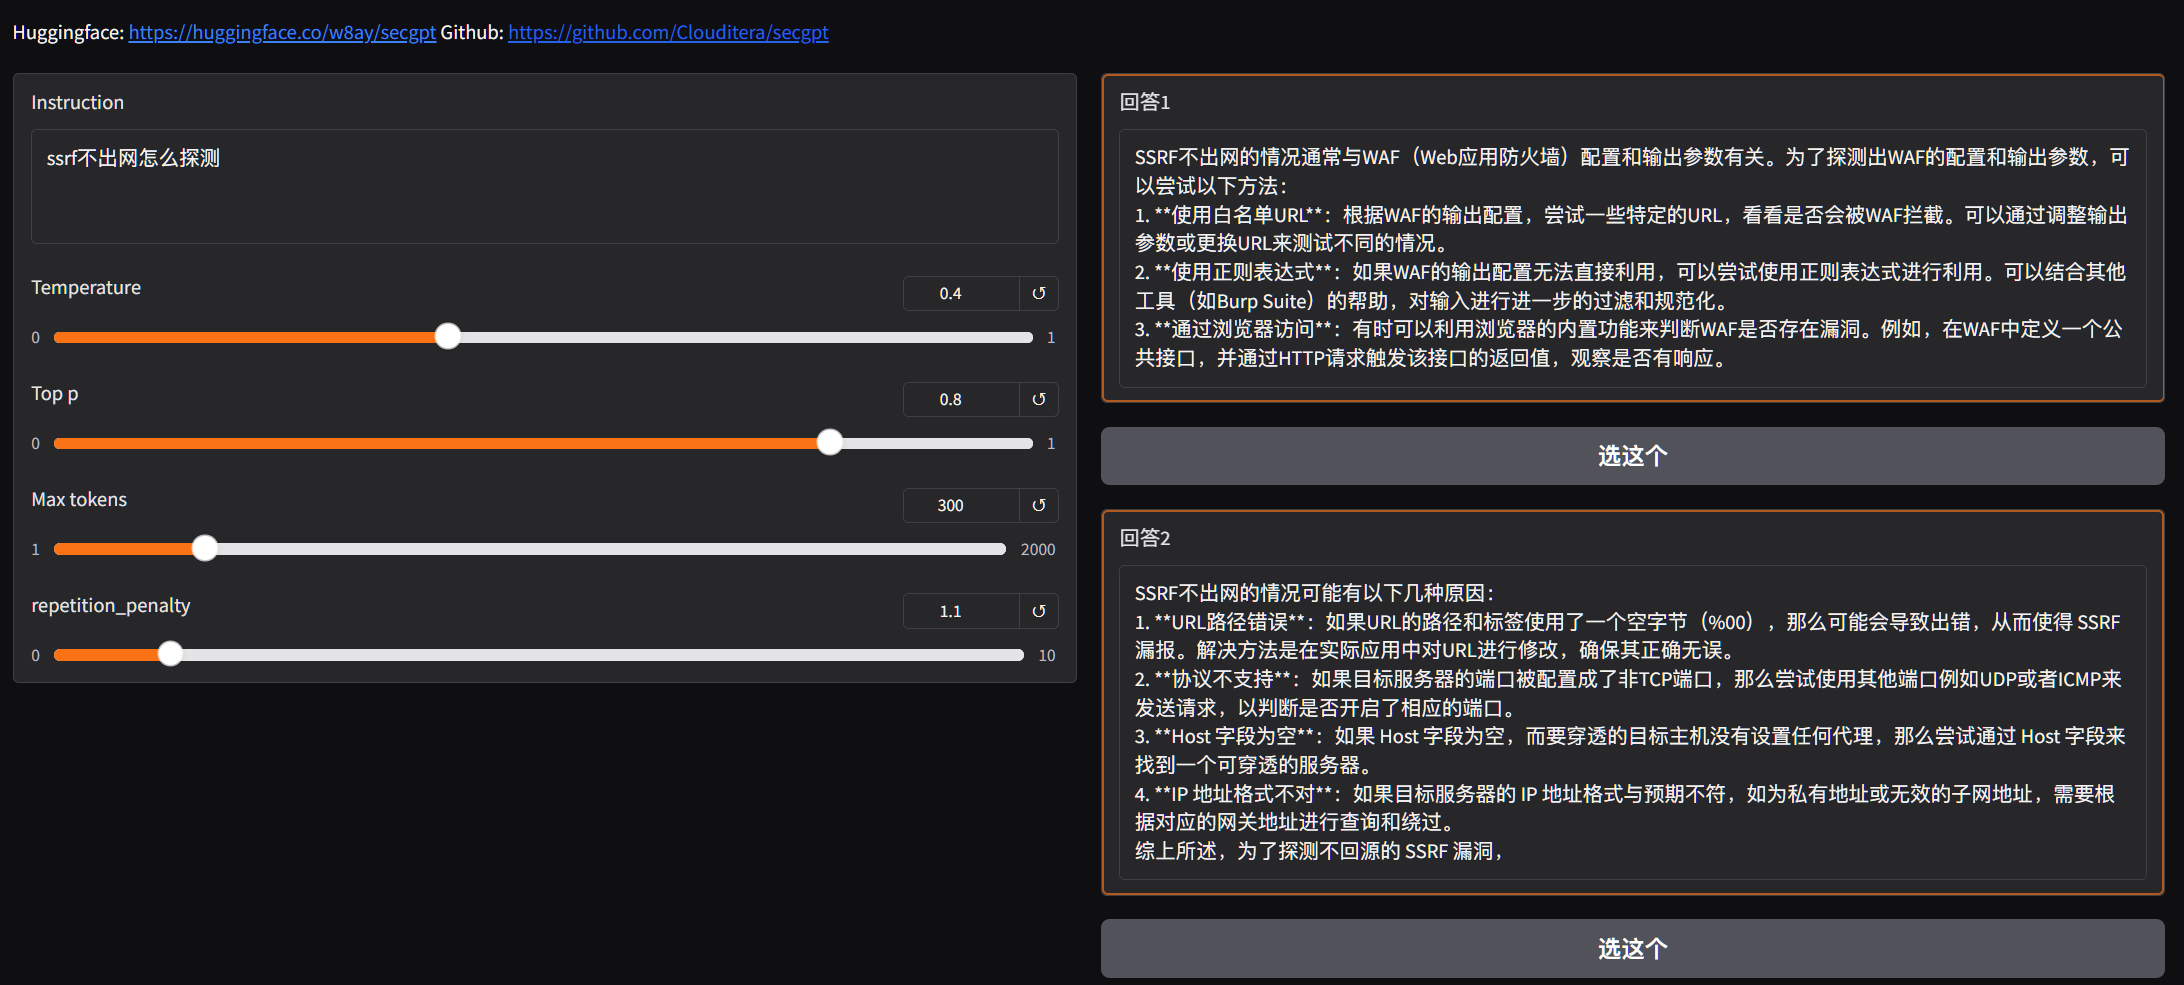 Huggingface: https://huggingface.co/w8ay/secgpt Github: https://github.com/Clouditera/secgpt
Instruction
ssrf不出网怎么探测
Temperature
0.4
↺
0
1
Top p
0.8
↺
0
1
Max tokens
300
↺
1
2000
repetition_penalty
1.1
↺
0
10
回答1
SSRF不出网的情况通常与WAF（Web应用防火墙）配置和输出参数有关。为了探测出WAF的配置和输出参数，可
以尝试以下方法：
1. **使用白名单URL**：根据WAF的输出配置，尝试一些特定的URL，看看是否会被WAF拦截。可以通过调整输出
参数或更换URL来测试不同的情况。
2. **使用正则表达式**：如果WAF的输出配置无法直接利用，可以尝试使用正则表达式进行利用。可以结合其他
工具（如Burp Suite）的帮助，对输入进行进一步的过滤和规范化。
3. **通过浏览器访问**：有时可以利用浏览器的内置功能来判断WAF是否存在漏洞。例如，在WAF中定义一个公
共接口，并通过HTTP请求触发该接口的返回值，观察是否有响应。
选这个
回答2
SSRF不出网的情况可能有以下几种原因：
1. **URL路径错误**：如果URL的路径和标签使用了一个空字节（%00），那么可能会导致出错，从而使得 SSRF
漏报。解决方法是在实际应用中对URL进行修改，确保其正确无误。
2. **协议不支持**：如果目标服务器的端口被配置成了非TCP端口，那么尝试使用其他端口例如UDP或者ICMP来
发送请求，以判断是否开启了相应的端口。
3. **Host 字段为空**：如果 Host 字段为空，而要穿透的目标主机没有设置任何代理，那么尝试通过 Host 字段来
找到一个可穿透的服务器。
4. **IP 地址格式不对**：如果目标服务器的 IP 地址格式与预期不符，如为私有地址或无效的子网地址，需要根
据对应的网关地址进行查询和绕过。
综上所述，为了探测不回源的 SSRF 漏洞，
选这个